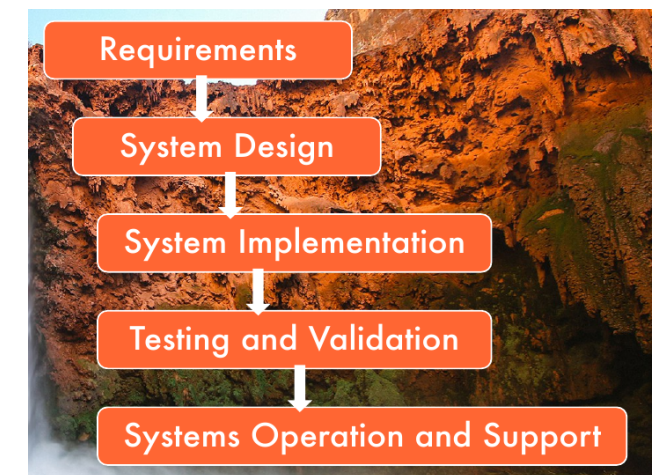 Requirements
System Design
System Implementation
Testing and Validation
Systems Operation and Support